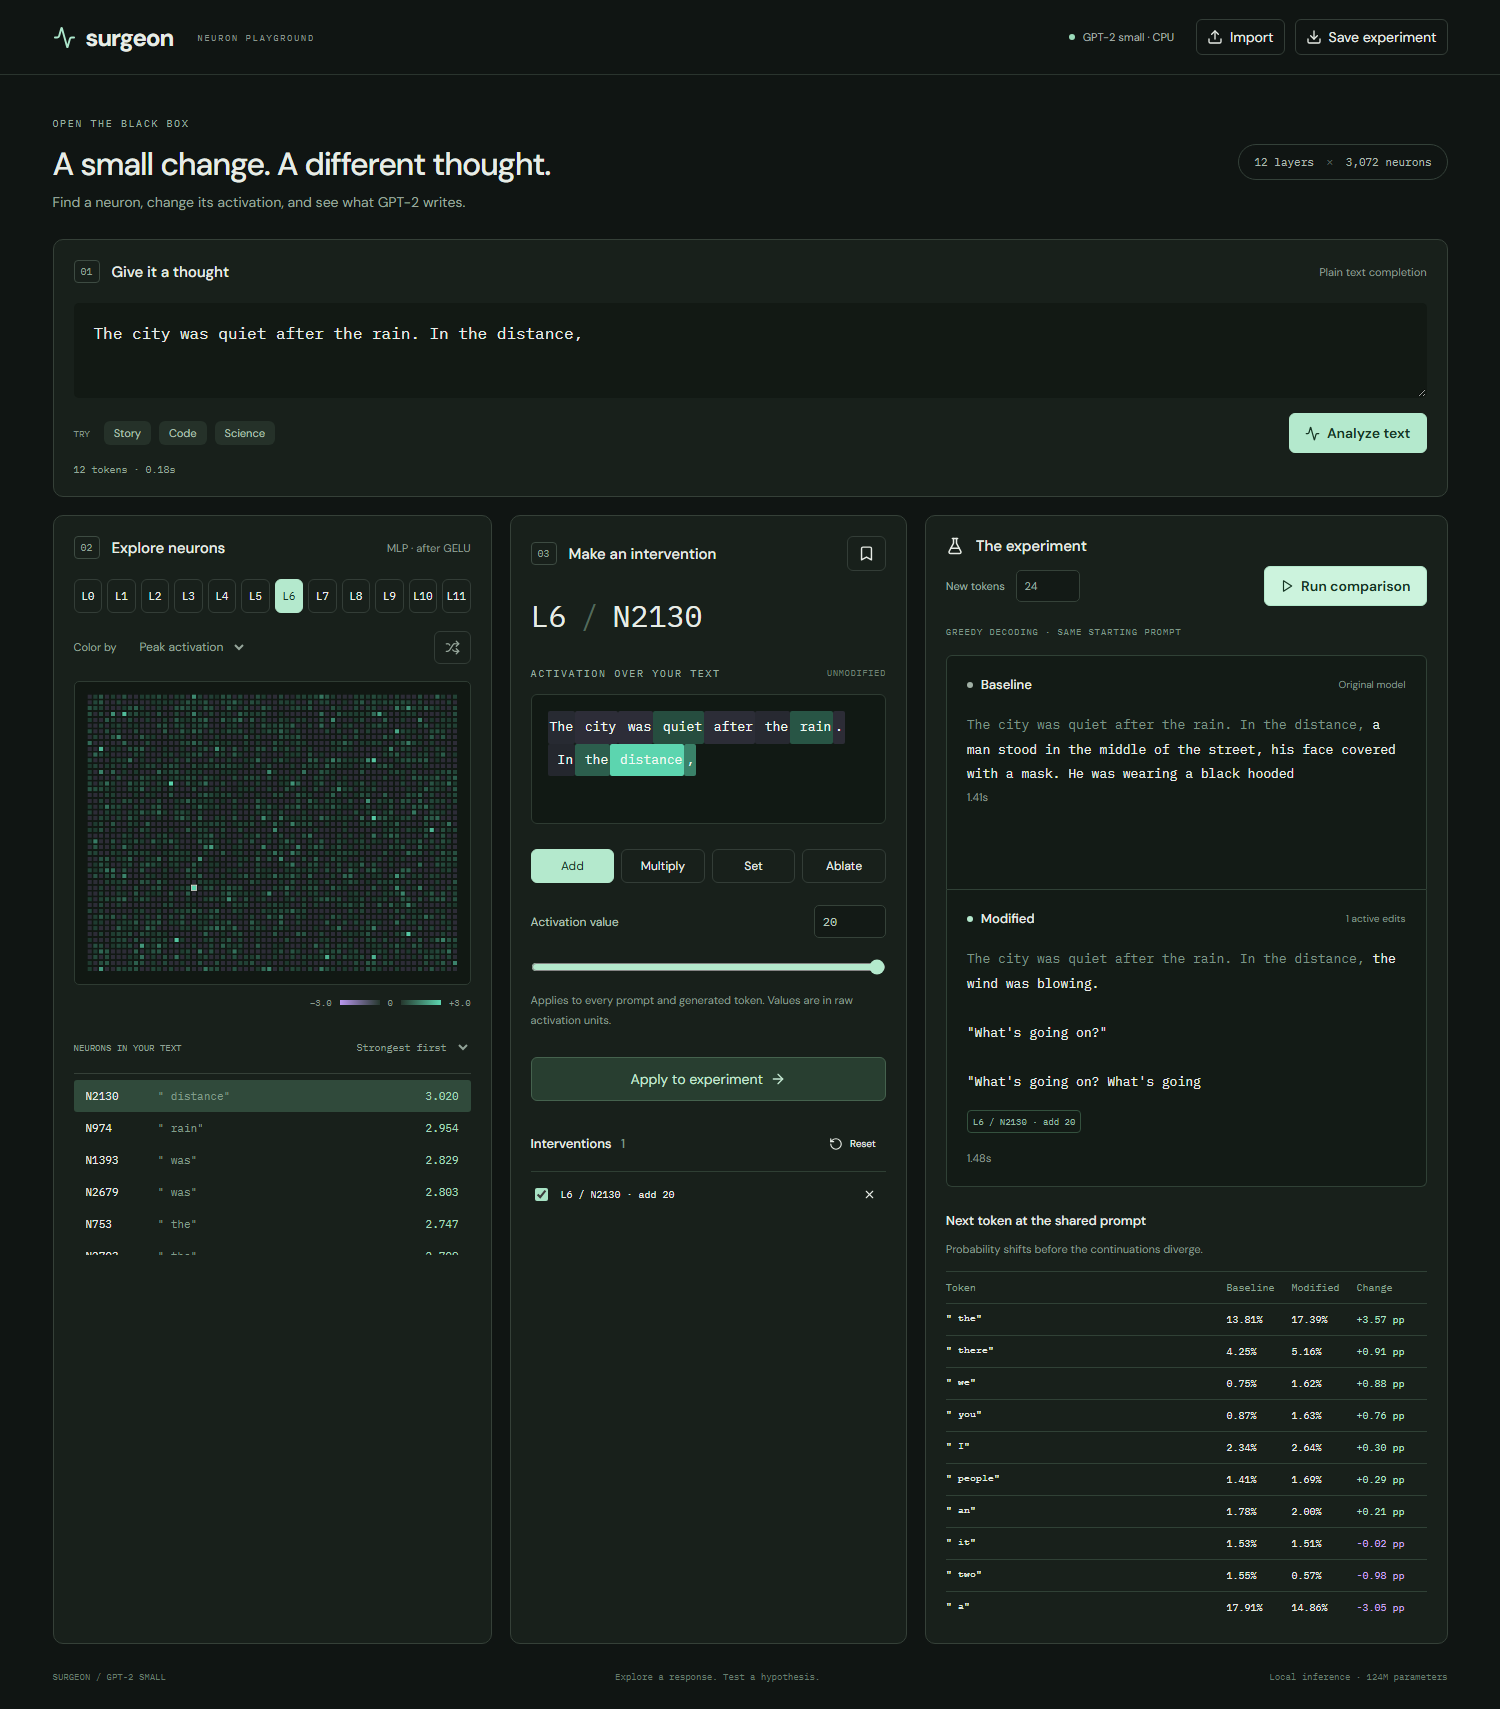 surgeon
NEURON PLAYGROUND
GPT-2 small · CPU
Import
Save experiment
OPEN THE BLACK BOX
A small change. A different thought.
12 layers × 3,072 neurons
Find a neuron, change its activation, and see what GPT-2 writes.
01
Give it a thought
Plain text completion
The city was quiet after the rain. In the distance,
TRY
Story
Code
Science
Analyze text
12 tokens · 0.18s
02
Explore neurons
MLP · after GELU
L0
L1
L2
L3
L4
L5
L6
L7
L8
L9
L10
L11
Color by
Peak activation
−3.0
0
+3.0
NEURONS IN YOUR TEXT
Strongest first
N2130 " distance" 3.020
N974 " rain" 2.954
N1393 " was" 2.829
N2679 " was" 2.803
N753 " the" 2.747
03
Make an intervention
L6 / N2130
ACTIVATION OVER YOUR TEXT
UNMODIFIED
The city was quiet after the rain.
In the distance,
Add
Multiply
Set
Ablate
Activation value
20
Applies to every prompt and generated token. Values are in raw
activation units.
Apply to experiment
Interventions 1
Reset
L6 / N2130 · add 20
The experiment
New tokens
24
Run comparison
GREEDY DECODING · SAME STARTING PROMPT
Baseline
Original model
The city was quiet after the rain. In the distance, a
man stood in the middle of the street, his face covered
with a mask. He was wearing a black hooded
1.41s
Modified
1 active edits
The city was quiet after the rain. In the distance, the
wind was blowing.
"What's going on?"
"What's going on? What's going
L6 / N2130 · add 20
1.48s
Next token at the shared prompt
Probability shifts before the continuations diverge.
Token Baseline Modified Change
" the" 13.81% 17.39% +3.57 pp
" there" 4.25% 5.16% +0.91 pp
" we" 0.75% 1.62% +0.88 pp
" you" 0.87% 1.63% +0.76 pp
" I" 2.34% 2.64% +0.30 pp
" people" 1.41% 1.69% +0.29 pp
" an" 1.78% 2.00% +0.21 pp
" it" 1.53% 1.51% -0.02 pp
" two" 1.55% 0.57% -0.98 pp
" a" 17.91% 14.86% -3.05 pp
SURGEON / GPT-2 SMALL
Explore a response. Test a hypothesis.
Local inference · 124M parameters